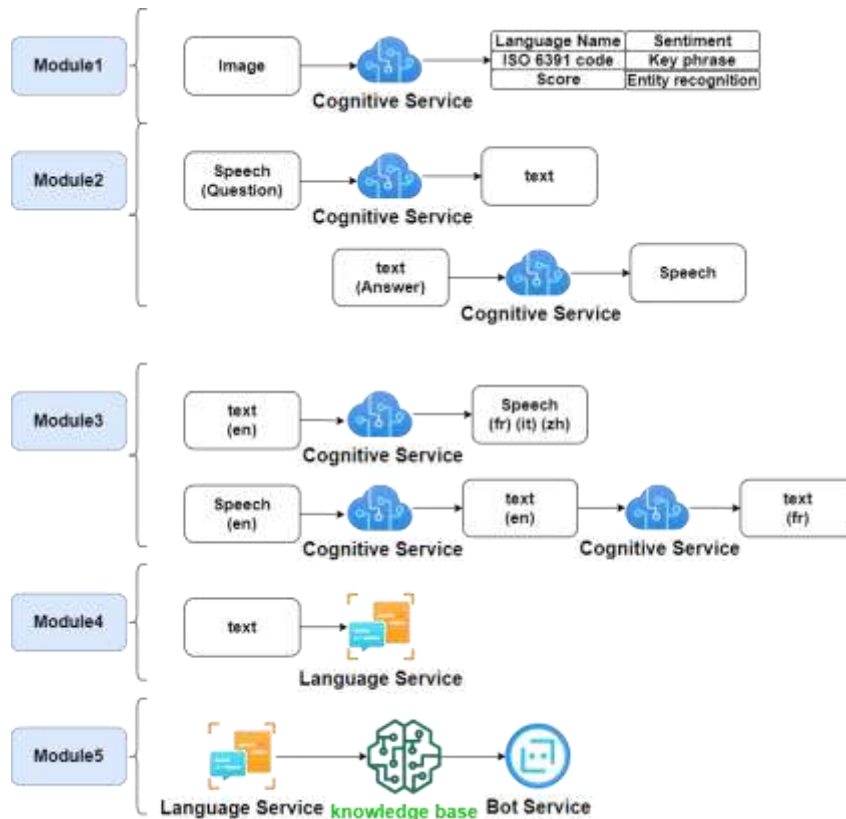 Module1
Image
Cognitive Service
Language Name Sentiment
ISO 6391 code Key phrase
Score Entity recognition
Module2
Speech
(Question)
Cognitive Service
text
text
(Answer)
Cognitive Service
Speech
Module3
text
(en)
Cognitive Service
Speech
(fr) (it) (zh)
Speech
(en)
Cognitive Service
text
(en)
Cognitive Service
text
(fr)
Module4
text
Language Service
Module5
Language Service
knowledge base
Bot Service